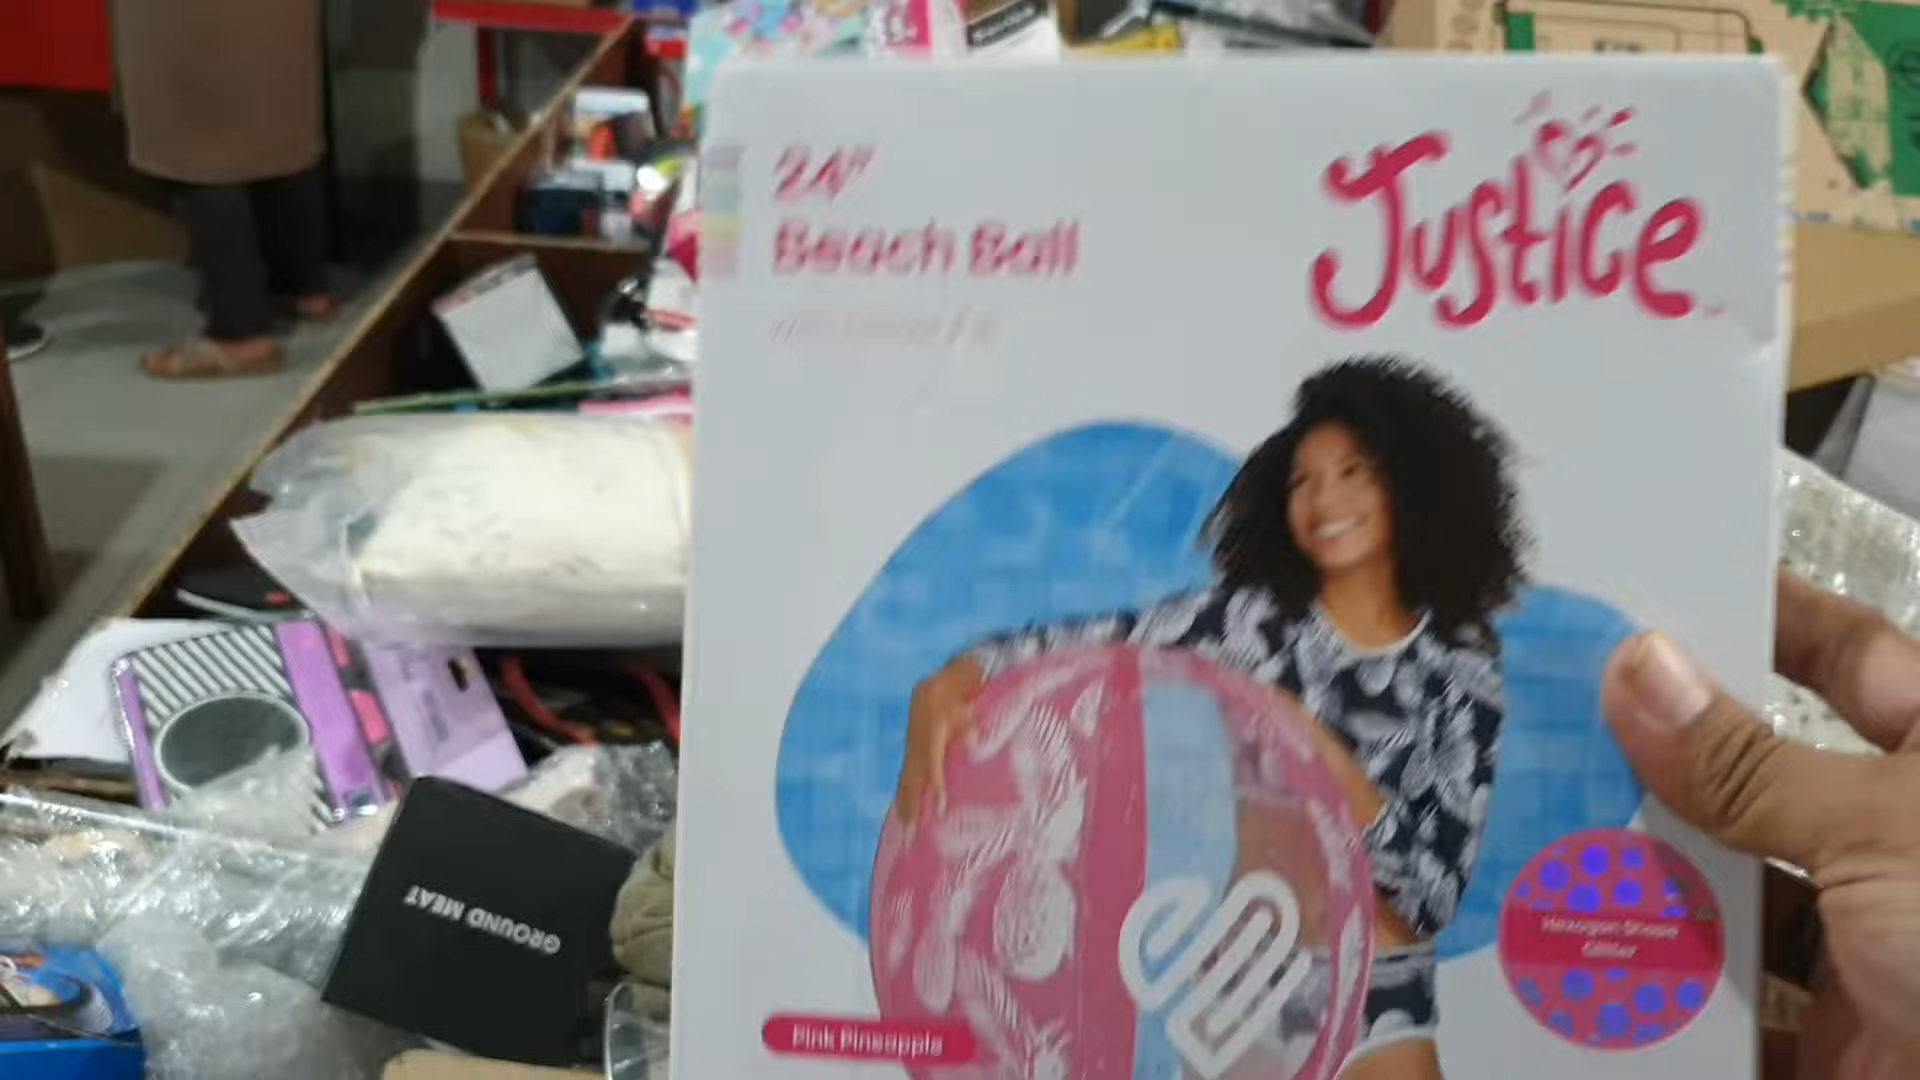 24"
Beach Ball
Justice
Hexagon Shape
Glitter
Pink Pineapple
GROUND MEAT